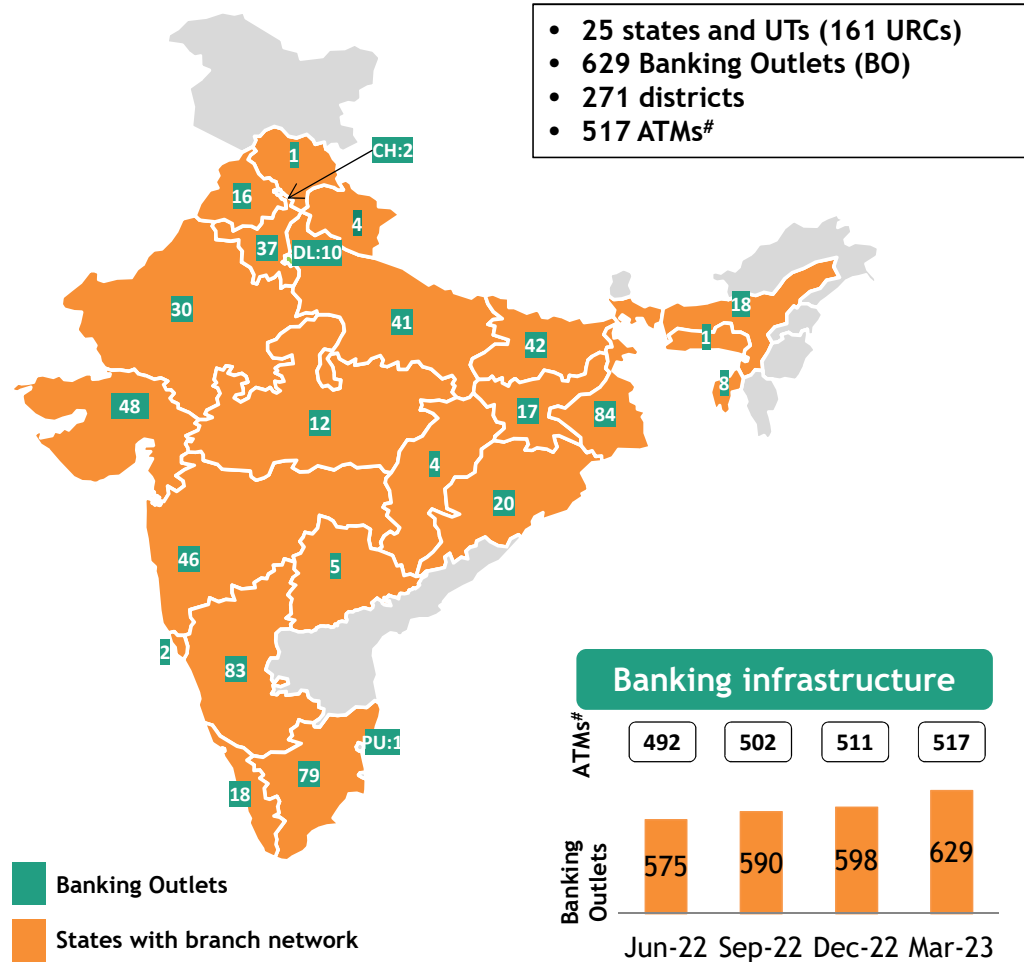 • 25 states and UTs (161 URCs)
• 629 Banking Outlets (BO)
• 271 districts
• 517 ATMs#
1
CH:2
16
4
37
DL:10
30
41
42
18
1
8
48
12
17
84
4
20
46
5
2
83
PU:1
79
18
Banking Outlets
States with branch network
Banking infrastructure
ATMs#
492 502 511 517
Banking
Outlets
575 590 598 629
Jun-22 Sep-22 Dec-22 Mar-23